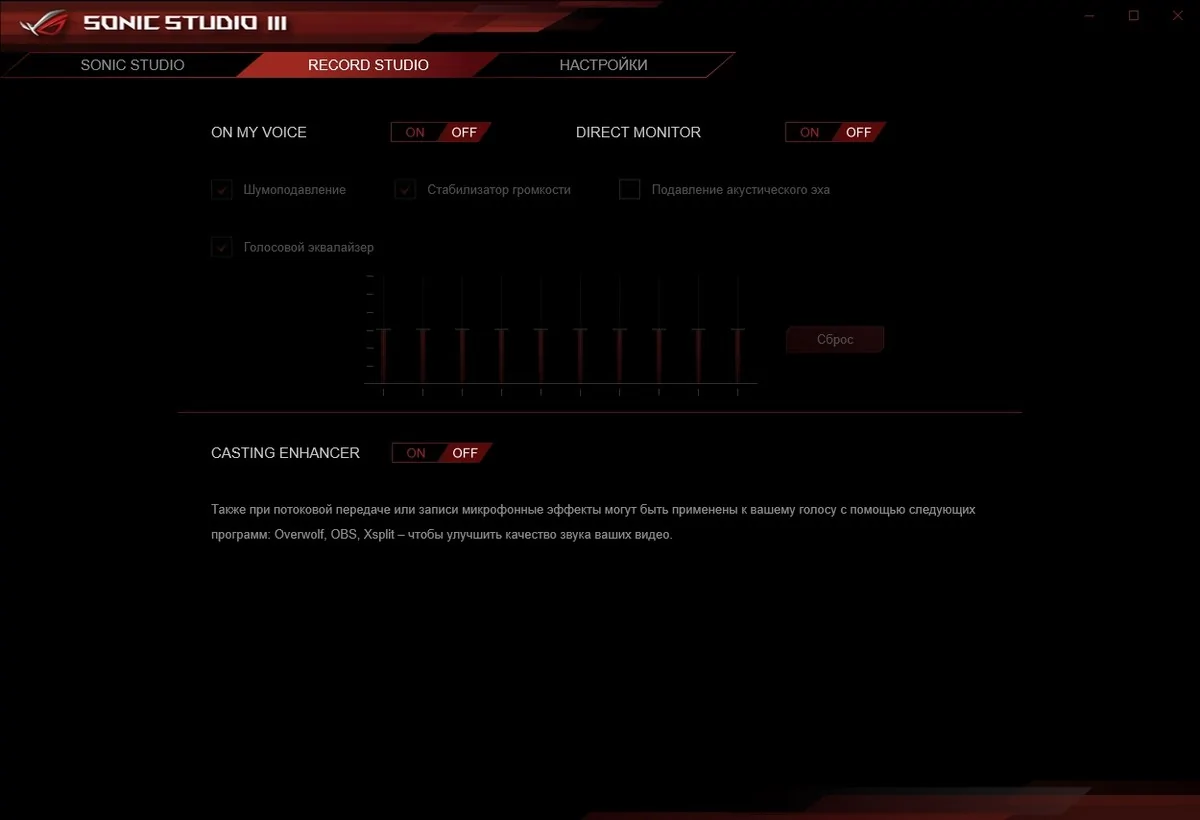 SONIC STUDIO III
SONIC STUDIO RECORD STUDIO НАСТРОЙКИ
ON MY VOICE ON OFF DIRECT MONITOR ON OFF
Шумоподавление Стабилизатор громкости Подавление акустического эха
Голосовой эквалайзер
Сброс
CASTING ENHANCER ON OFF
Также при потоковой передаче или записи микрофонные эффекты могут быть применены к вашему голосу с помощью следующих
программ: Overwolf, OBS, Xsplit – чтобы улучшить качество звука ваших видео.